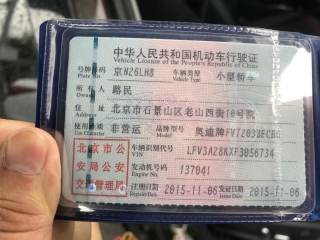 中华人民共和国机动车行驶证
Vehicle License of the People's Republic of China
号牌号码 京N26LH8 车辆类型 小型轿车
Plate No. Vehicle Type
所有人 路民
Owner
住址 北京市石景山区老山西街10号院
Address
使用性质 非营运 品牌型号 奥迪牌FV7203BFCBG
Use Character Model
北京市公 车辆识别代号 LFV3A28KXF3056734
VIN
安局公安 发动机号码 137041
Engine No.
交通管理局 注册日期 2015-11-06 发证日期 2015-11-06
Register Date Issue Date